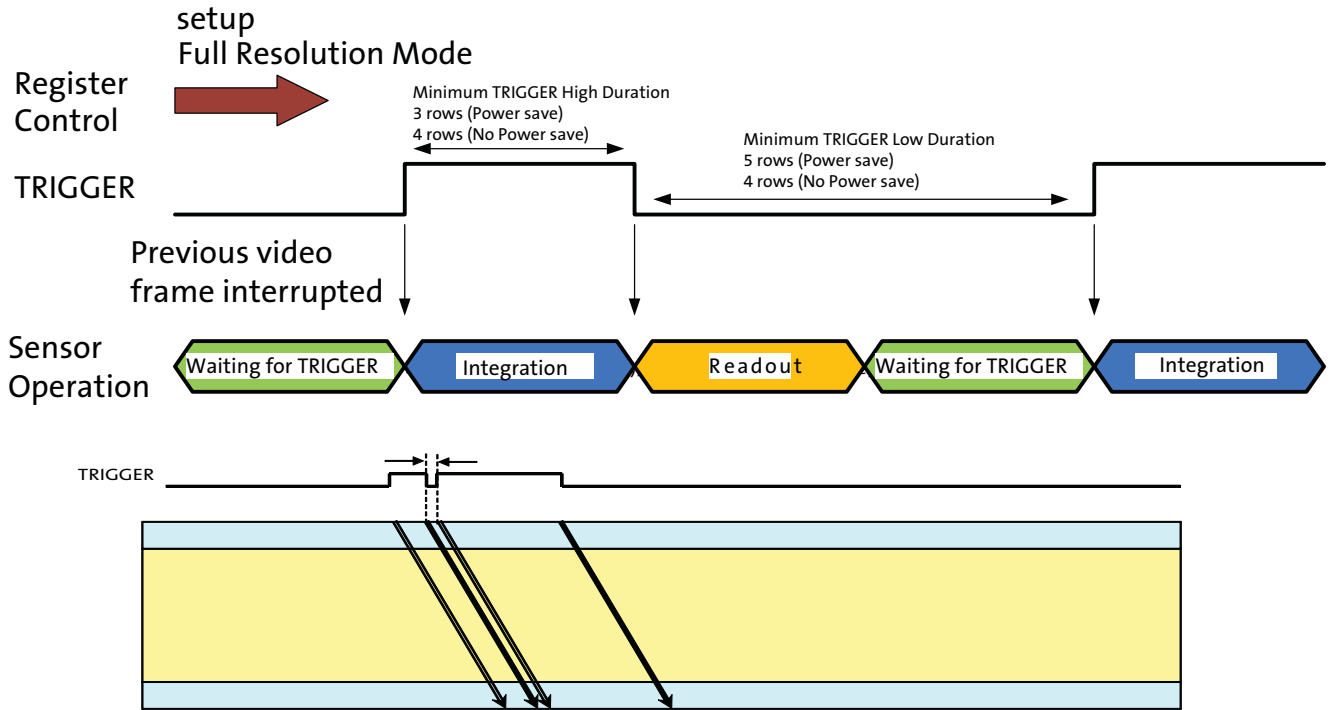 setup
Full Resolution Mode
Register
Control
Minimum TRIGGER High Duration
3 rows (Power save)
4 rows (No Power save)
Minimum TRIGGER Low Duration
5 rows (Power save)
4 rows (No Power save)
TRIGGER
Previous video
frame interrupted
Sensor
Operation
Waiting for TRIGGER
Integration
Readout
Waiting for TRIGGER
Integration
TRIGGER